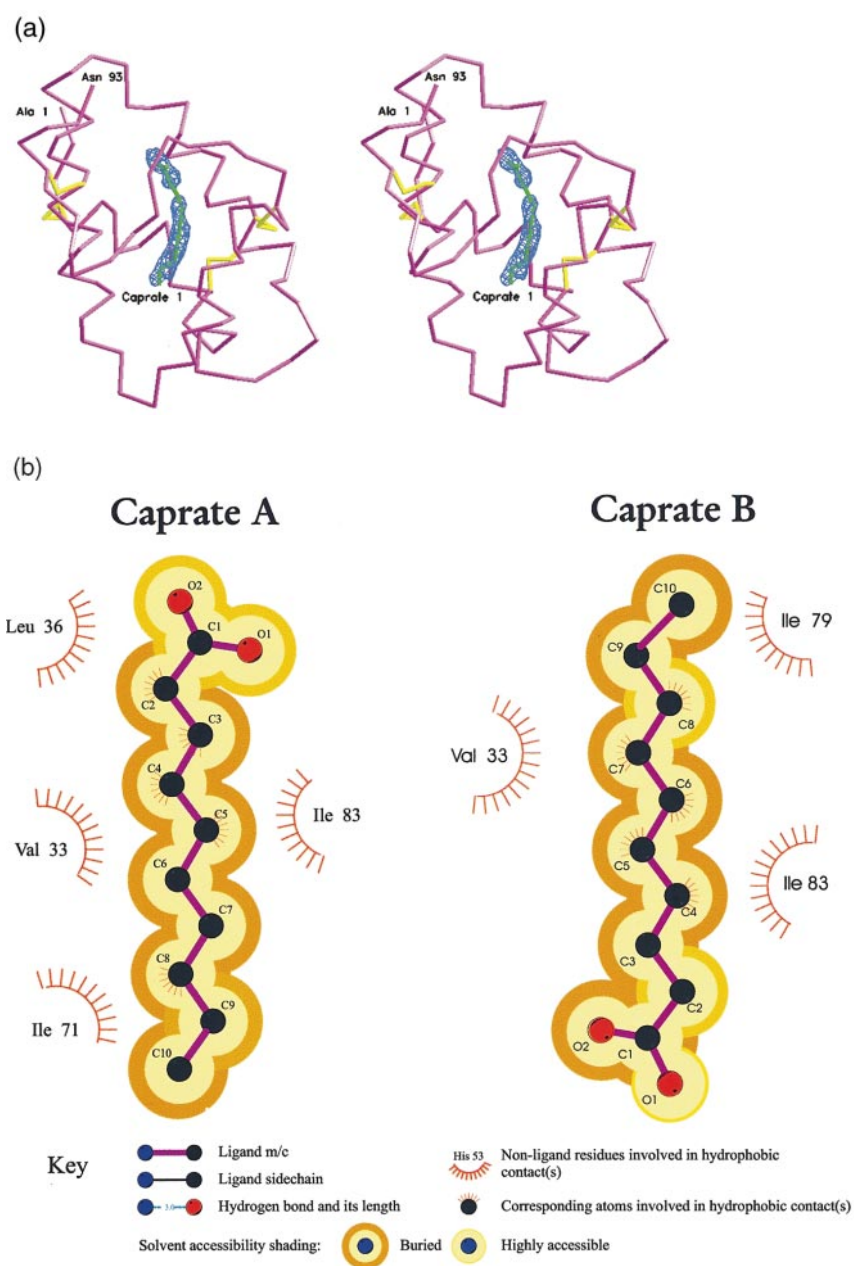 (a)
Asn 93
Ala 1
Caprate 1
Asn 93
Ala 1
Caprate 1
(b)
Caprate A
Caprate B
O2
C1
O1
C2
C3
C4
C5
C6
C7
C8
C9
C10
Leu 36
Val 33
Ile 83
Ile 71
C10
C9
C8
C7
C6
C5
C4
C3
C2
O2
C1
O1
Ile 79
Val 33
Ile 83
Key
Ligand m/c
Ligand sidechain
3.0
Hydrogen bond and its length
His 53
Non-ligand residues involved in hydrophobic
contact(s)
Corresponding atoms involved in hydrophobic contact(s)
Solvent accessibility shading:
Buried
Highly accessible